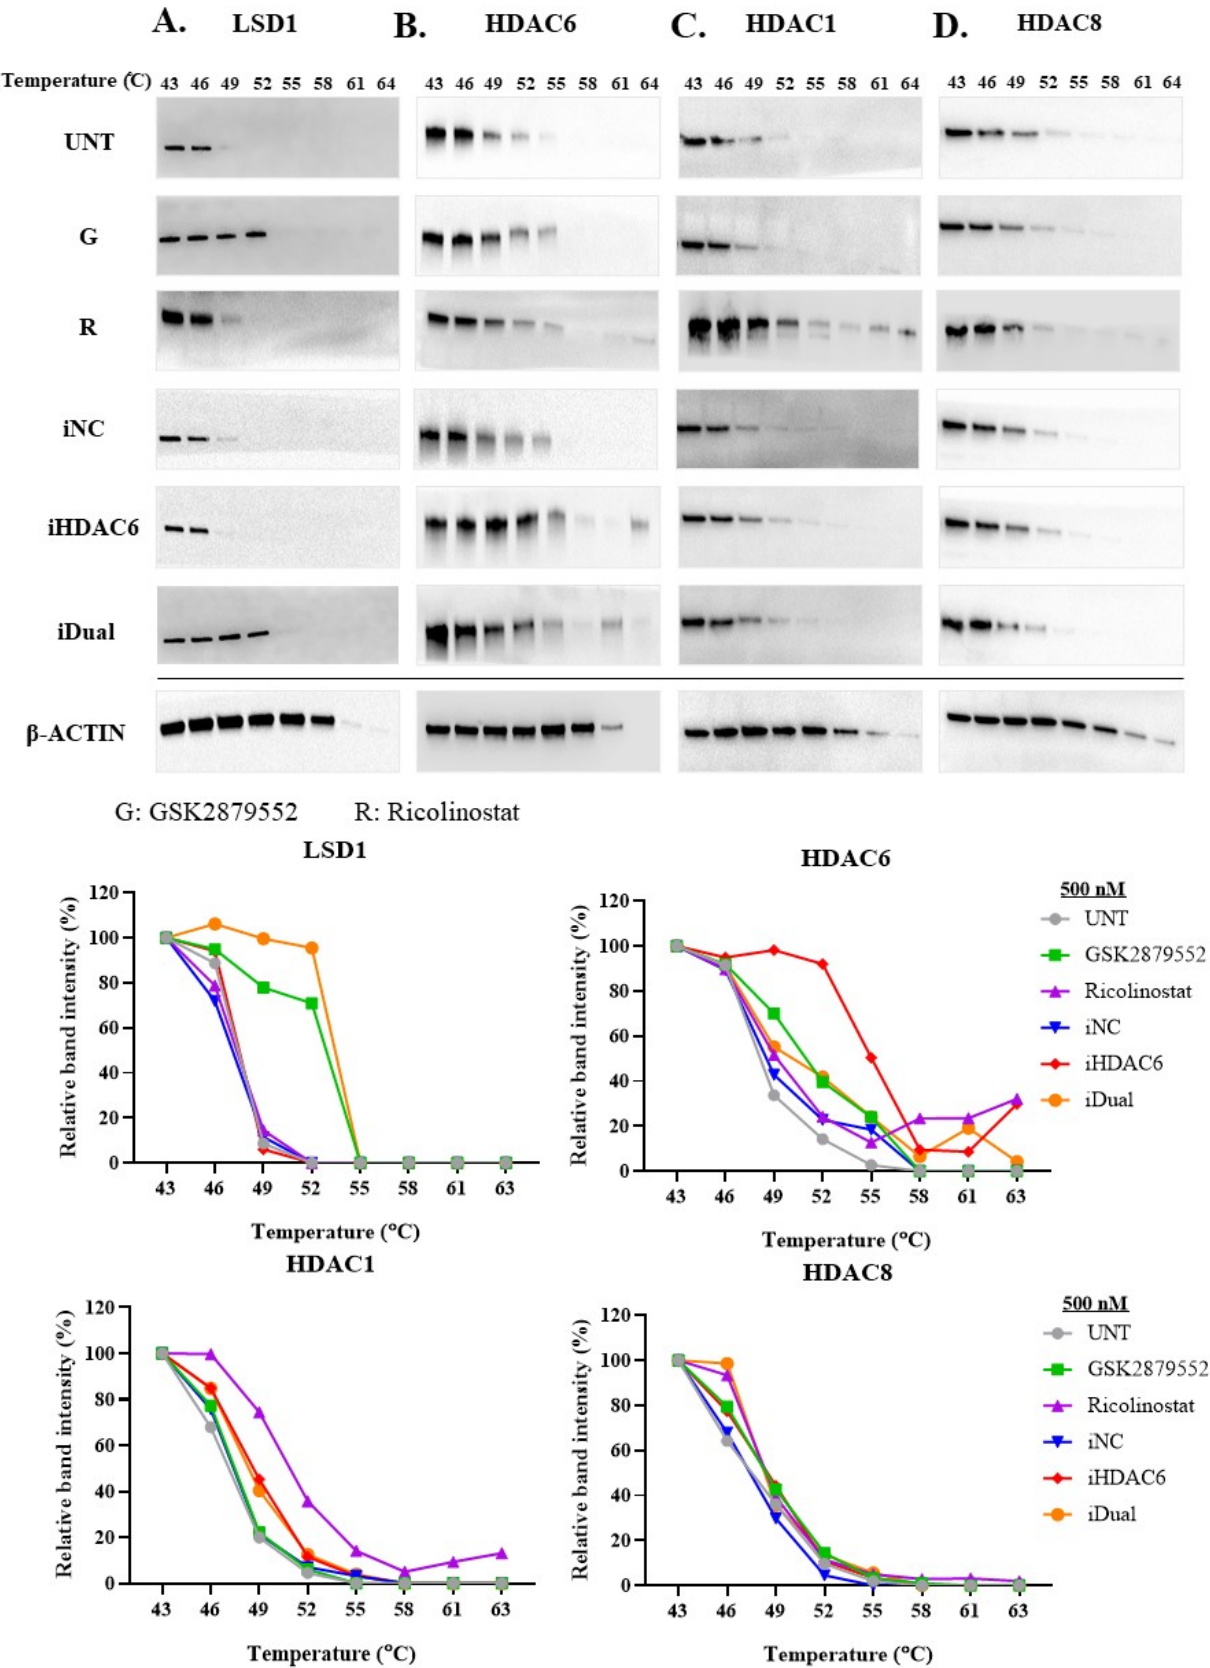 A. LSD1 B. HDAC6 C. HDAC1 D. HDAC8
Temperature (°C) 43 46 49 52 55 58 61 64 43 46 49 52 55 58 61 64 43 46 49 52 55 58 61 64 43 46 49 52 55 58 61 64
UNT
G
R
iNC
iHDAC6
iDual
β-ACTIN
G: GSK2879552 R: Ricolinostat
LSD1
Relative band intensity (%)
120
100
80
60
40
20
0
43 46 49 52 55 58 61 63
Temperature (°C)
HDAC6
Relative band intensity (%)
120
100
80
60
40
20
0
43 46 49 52 55 58 61 63
Temperature (°C)
500 nM
UNT
GSK2879552
Ricolinostat
iNC
iHDAC6
iDual
HDAC1
Relative band intensity (%)
120
100
80
60
40
20
0
43 46 49 52 55 58 61 63
Temperature (°C)
HDAC8
Relative band intensity (%)
120
100
80
60
40
20
0
43 46 49 52 55 58 61 63
Temperature (°C)
500 nM
UNT
GSK2879552
Ricolinostat
iNC
iHDAC6
iDual